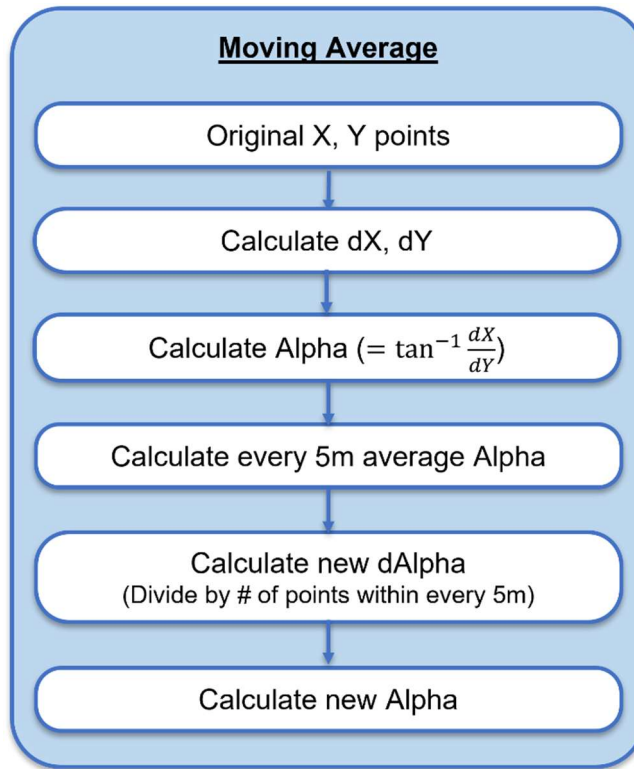 Moving Average
Original X, Y points
Calculate dX, dY
Calculate Alpha (= tan⁻¹ dX/dY)
Calculate every 5m average Alpha
Calculate new dAlpha
(Divide by # of points within every 5m)
Calculate new Alpha